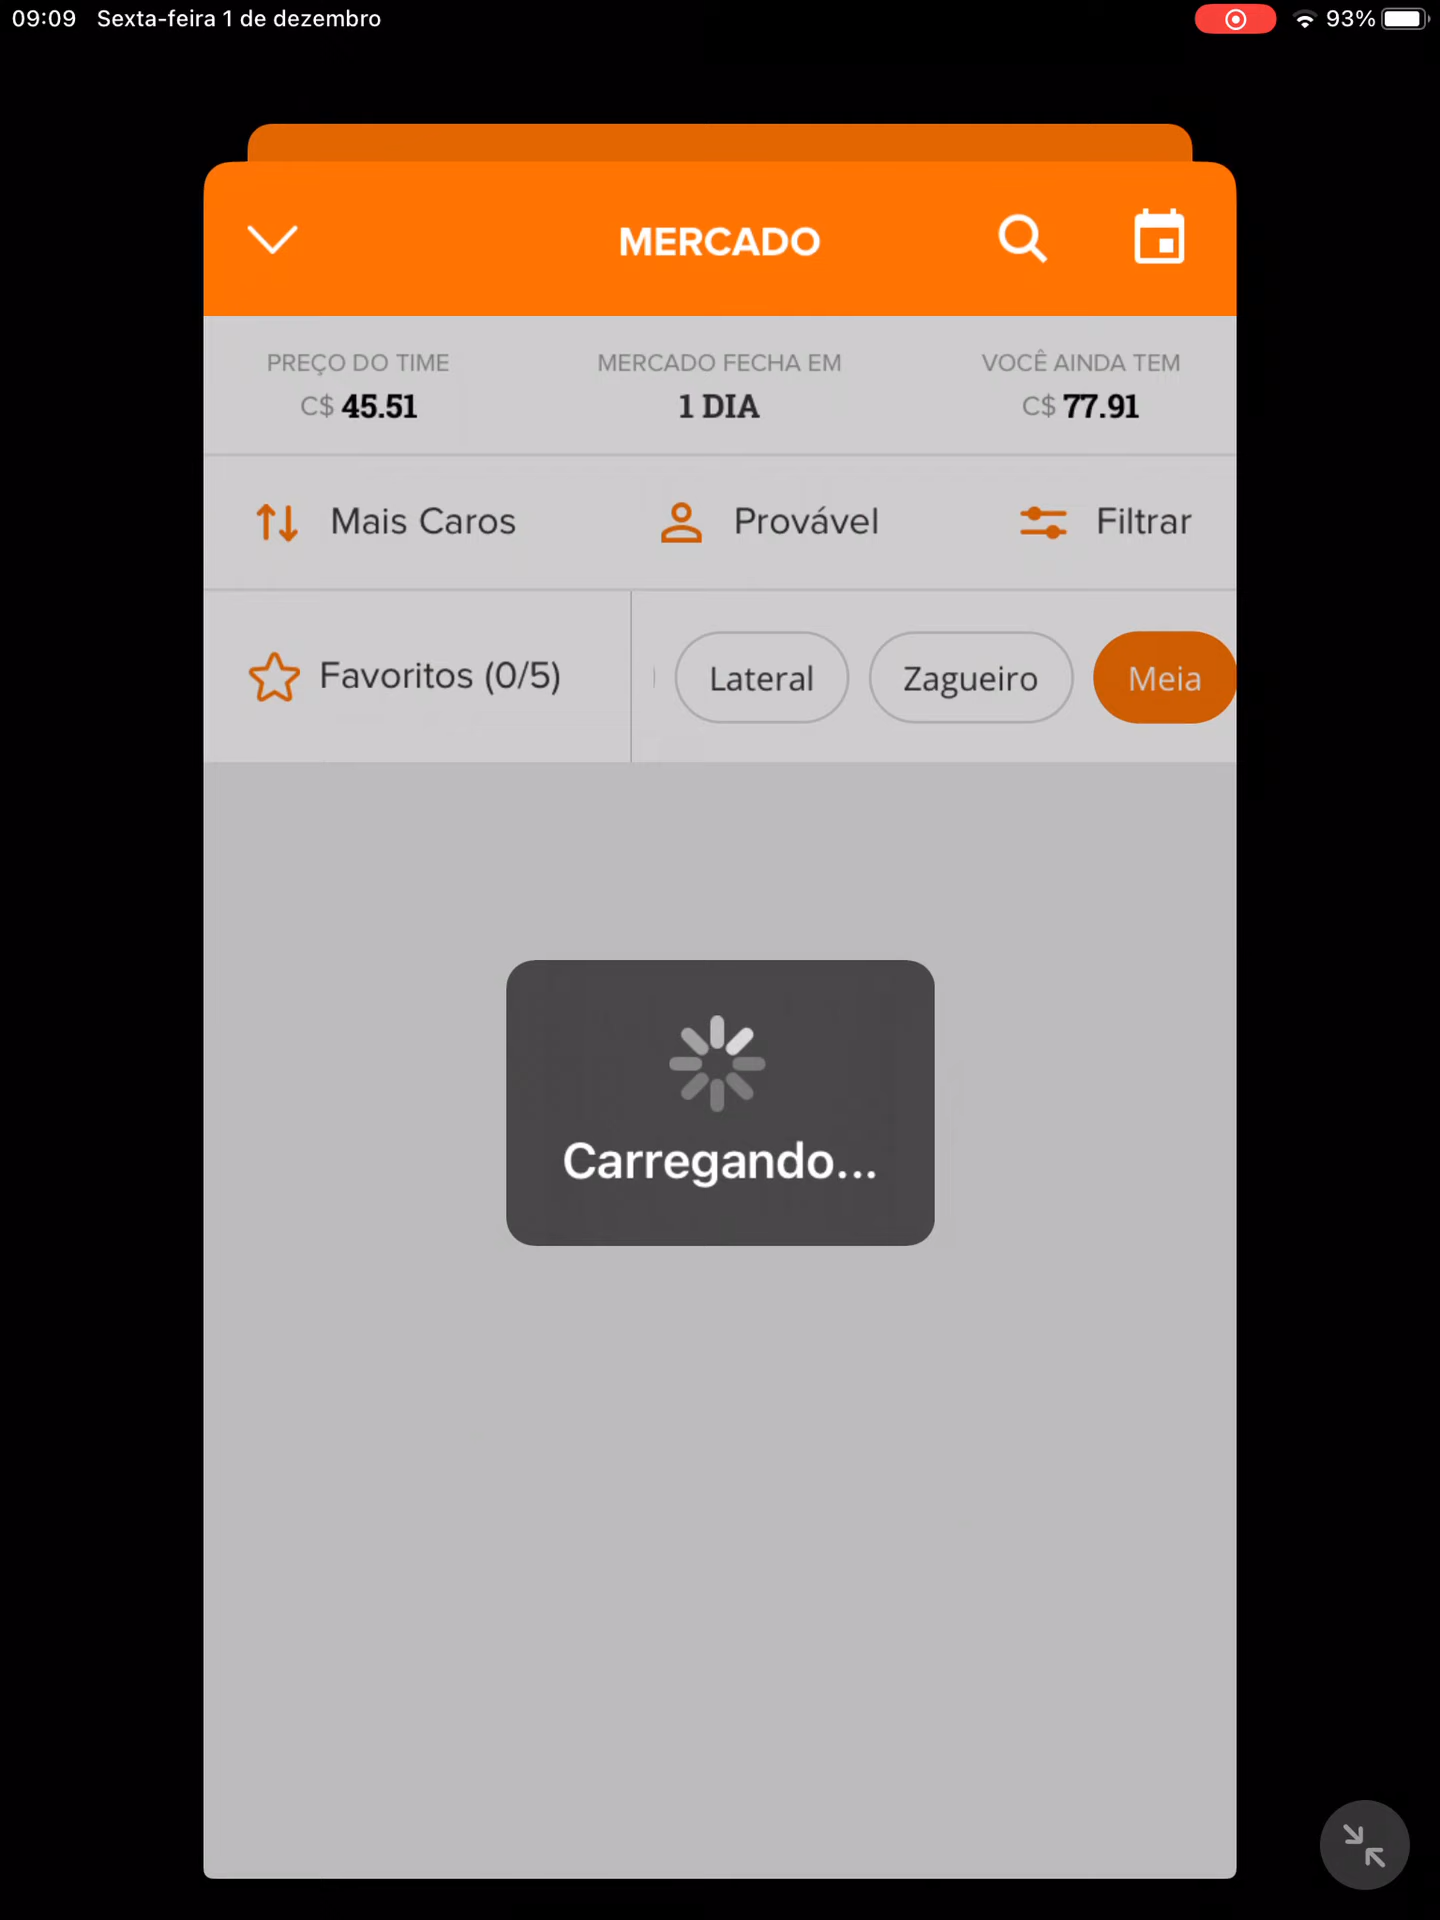 09:09 Sexta-feira 1 de dezembro 93%
MERCADO
PREÇO DO TIME MERCADO FECHA EM VOCÊ AINDA TEM
C$ 45.51 1 DIA C$ 77.91
Mais Caros Provável Filtrar
Favoritos (0/5) Lateral Zagueiro Meia
Carregando...